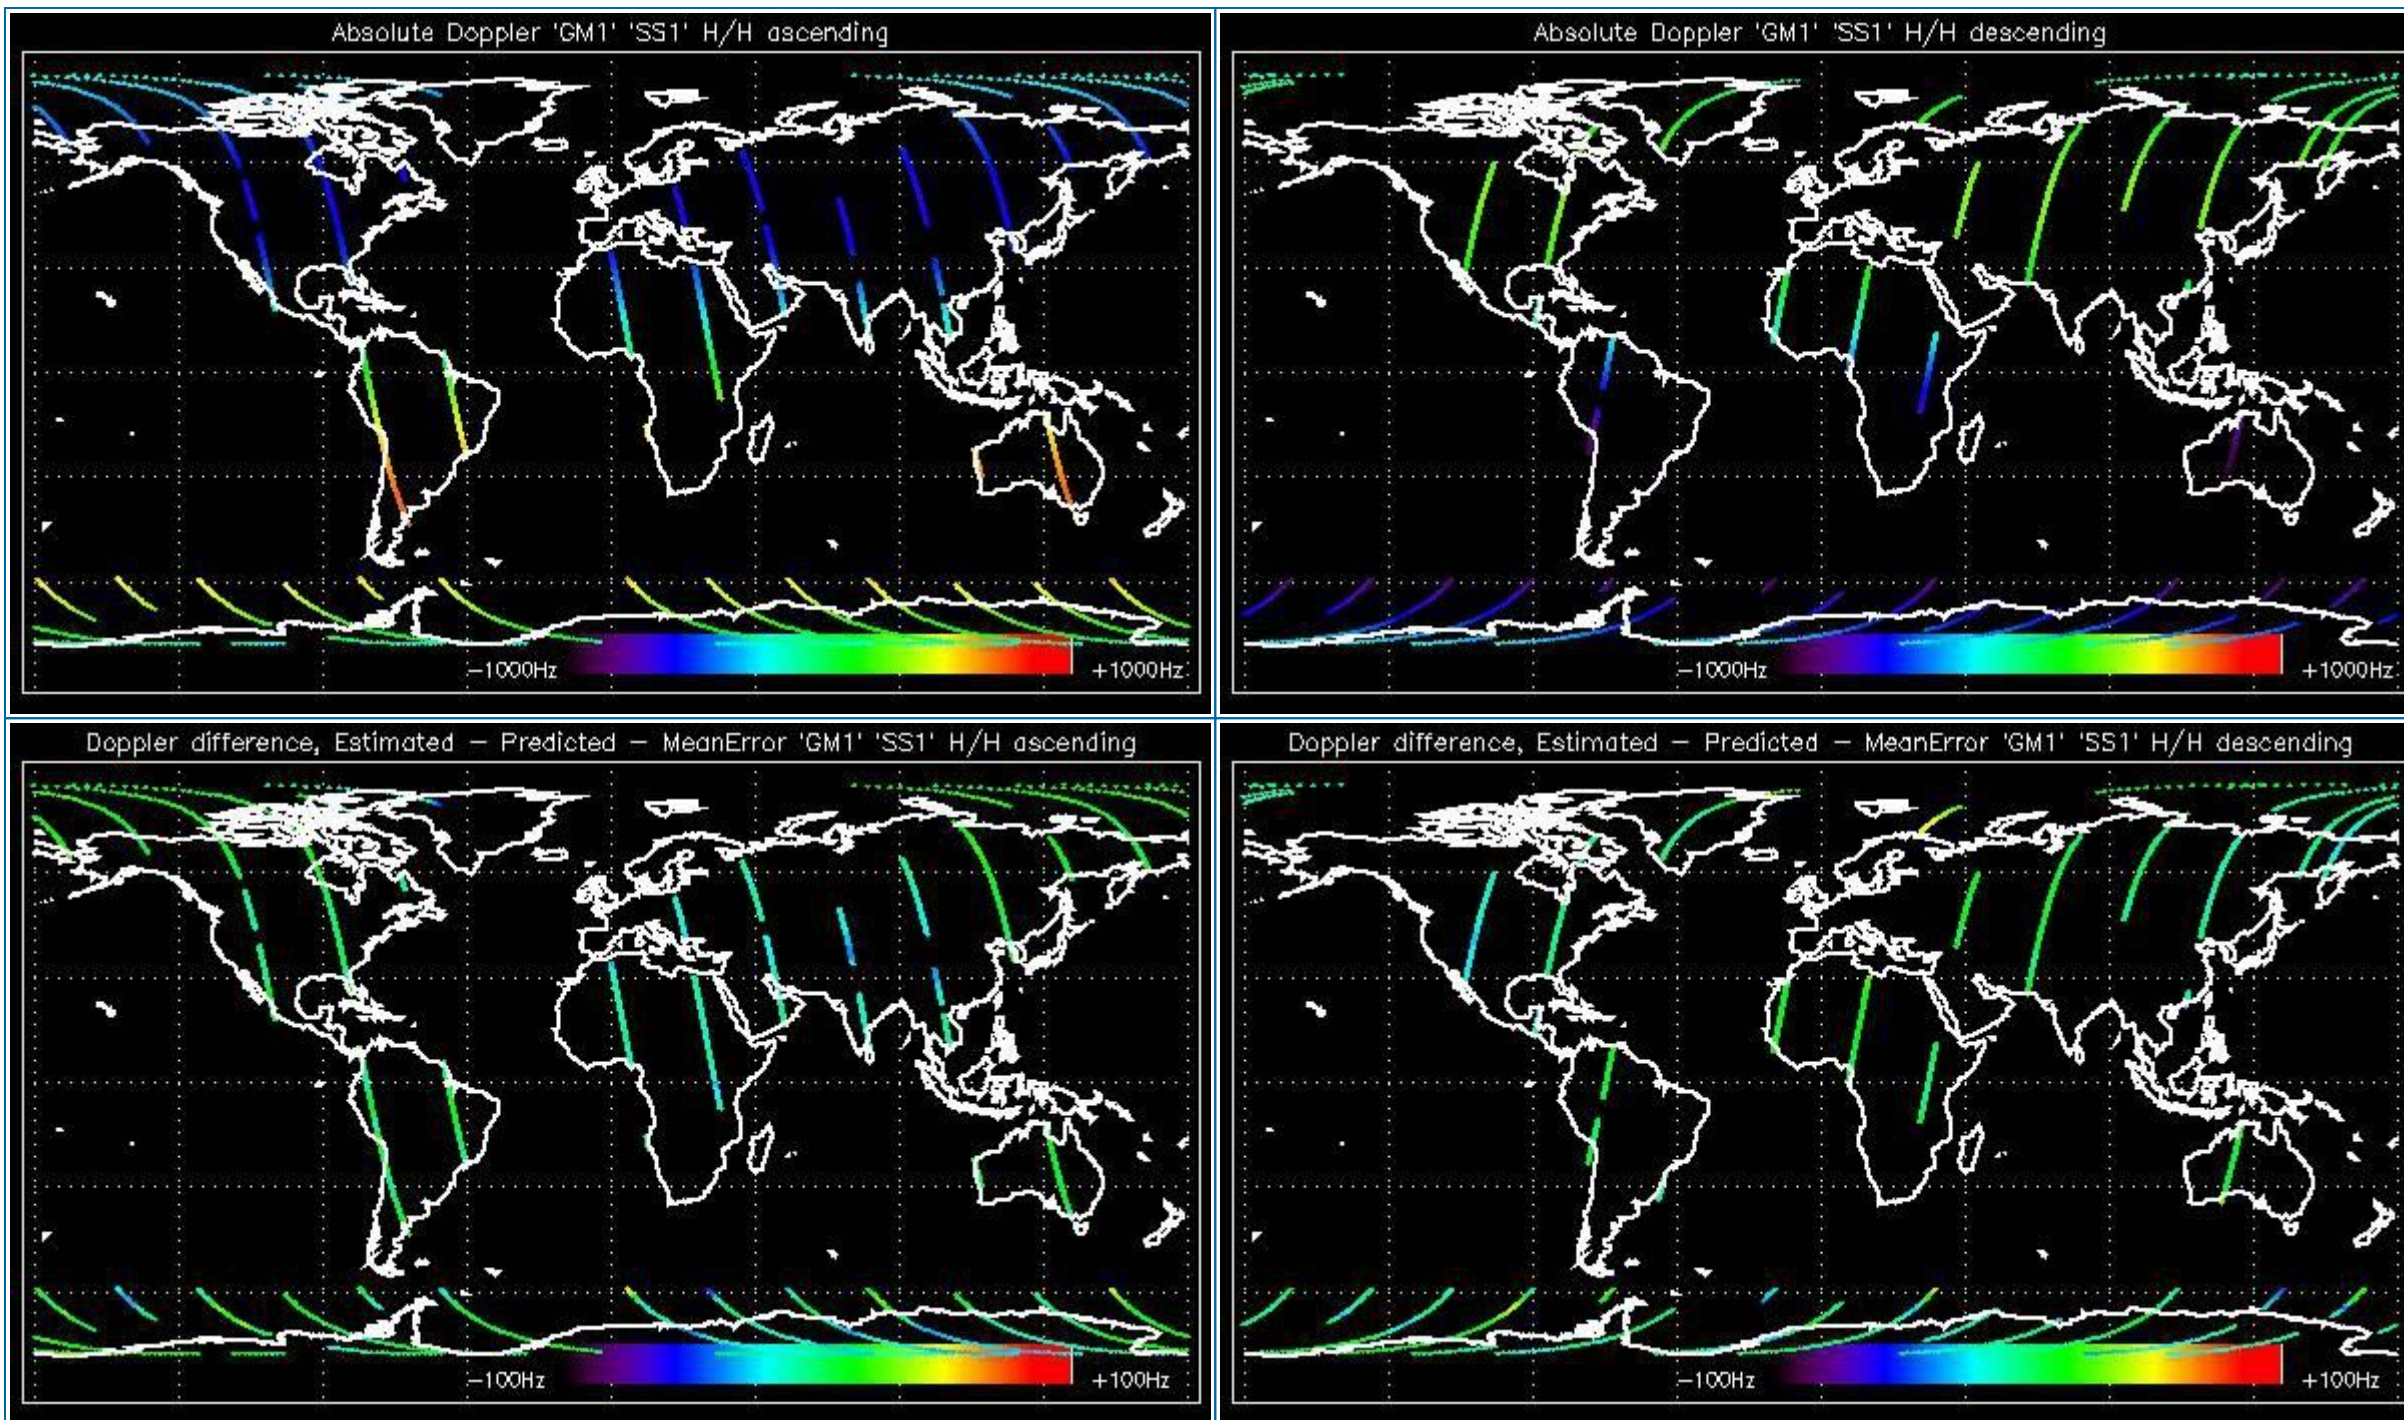 Absolute Doppler 'GM1' 'SS1' H/H ascending
−1000Hz
+1000Hz
Absolute Doppler 'GM1' 'SS1' H/H descending
−1000Hz
+1000Hz
Doppler difference, Estimated − Predicted − MeanError 'GM1' 'SS1' H/H ascending
−100Hz
+100Hz
Doppler difference, Estimated − Predicted − MeanError 'GM1' 'SS1' H/H descending
−100Hz
+100Hz